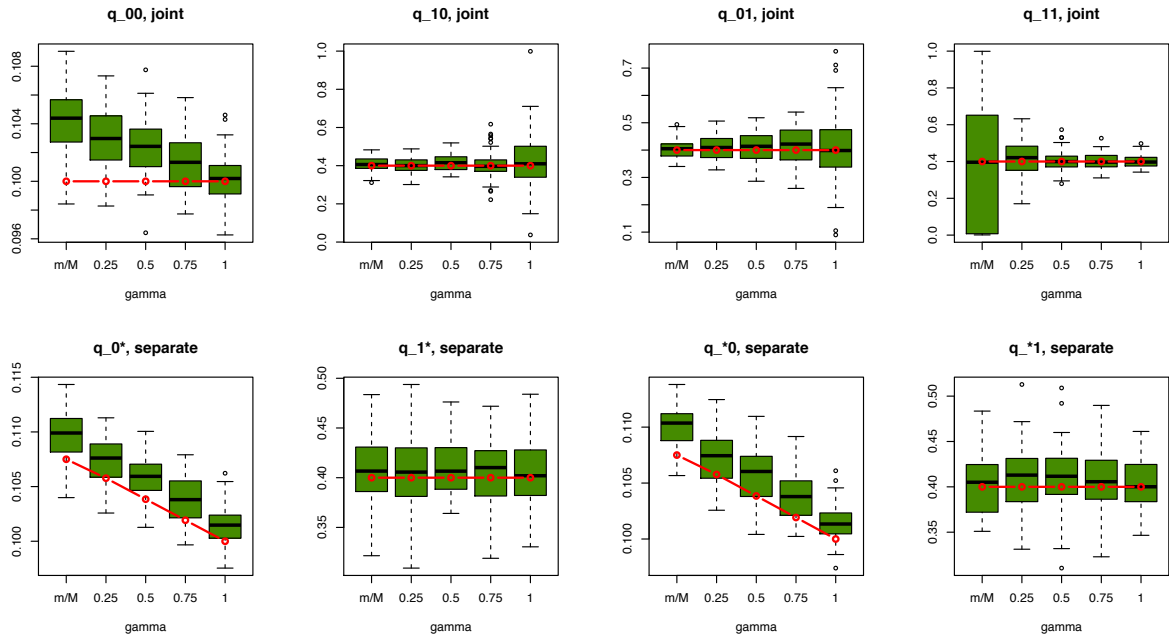 q_00, joint
q_10, joint
q_01, joint
q_11, joint
0.096
0.100
0.104
0.108
0.0
0.2
0.4
0.6
0.8
1.0
0.1
0.3
0.5
0.7
0.0
0.2
0.4
0.6
0.8
1.0
m/M 0.25 0.5 0.75 1
m/M 0.25 0.5 0.75 1
m/M 0.25 0.5 0.75 1
m/M 0.25 0.5 0.75 1
gamma
gamma
gamma
gamma
q_0*, separate
q_1*, separate
q_*0, separate
q_*1, separate
0.100
0.105
0.110
0.115
0.35
0.40
0.45
0.50
0.100
0.105
0.110
0.35
0.40
0.45
0.50
m/M 0.25 0.5 0.75 1
m/M 0.25 0.5 0.75 1
m/M 0.25 0.5 0.75 1
m/M 0.25 0.5 0.75 1
gamma
gamma
gamma
gamma